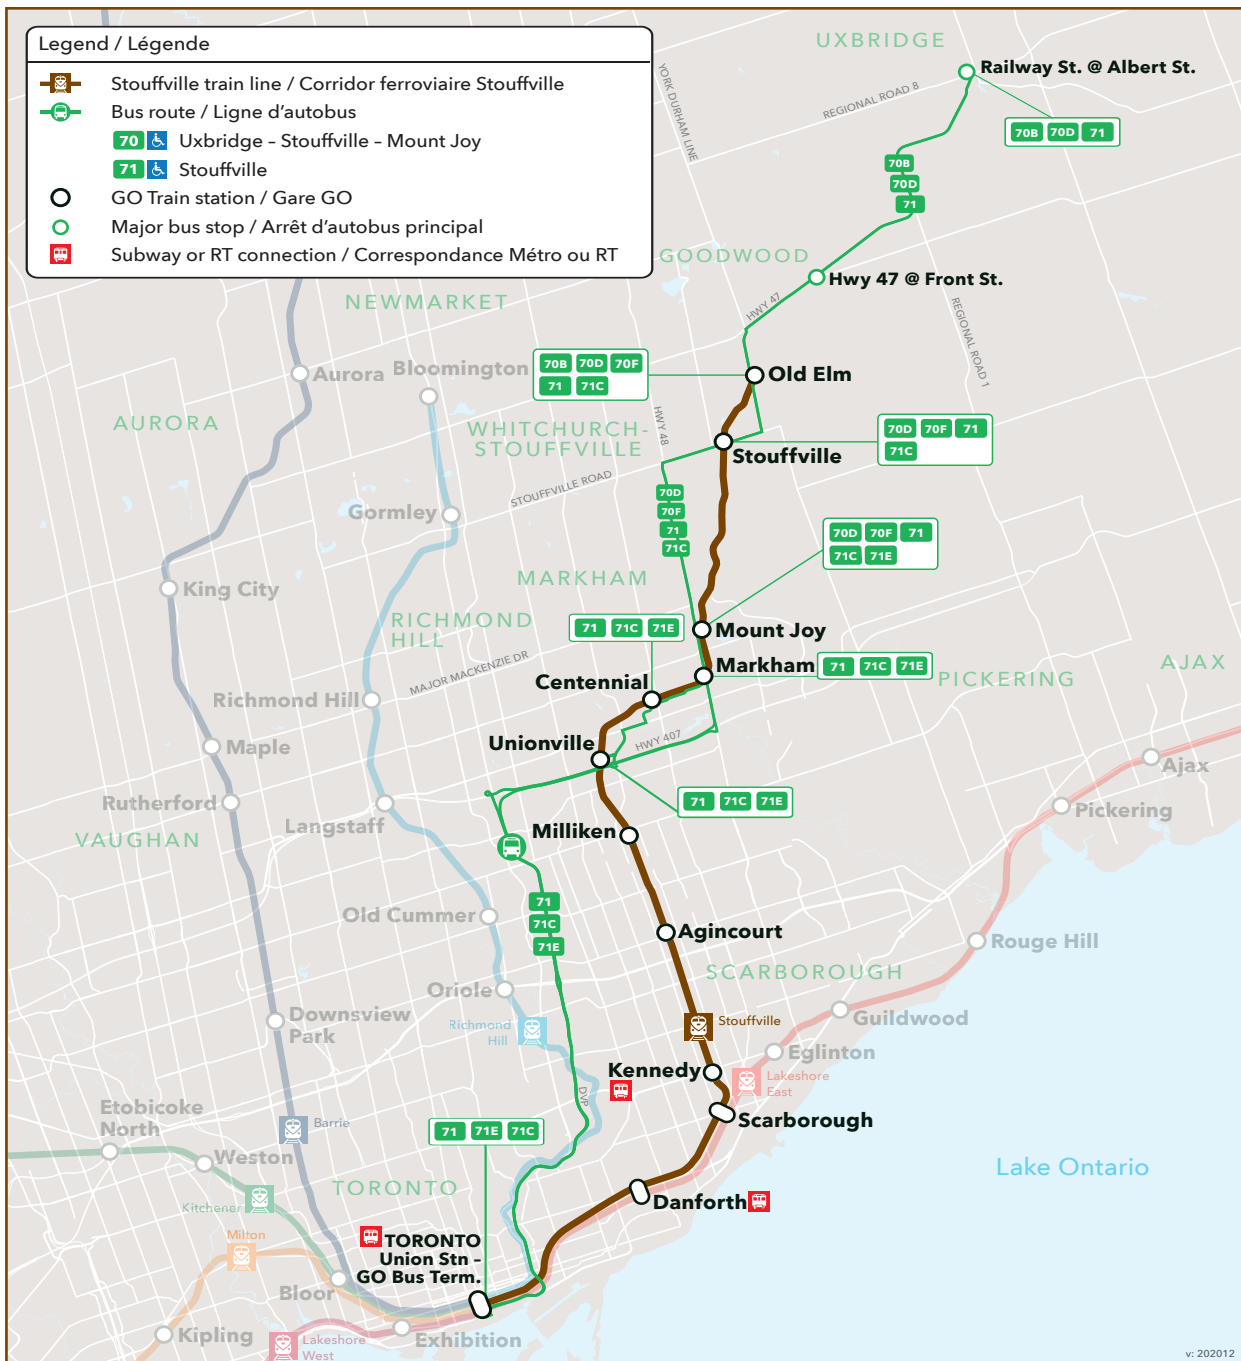 Legend / Légende
Stouffville train line / Corridor ferroviaire Stouffville
Bus route / Ligne d'autobus
70 Uxbridge – Stouffville – Mount Joy
71 Stouffville
GO Train station / Gare GO
Major bus stop / Arrêt d'autobus principal
Subway or RT connection / Correspondance Métro ou RT
UXBRIDGE
Railway St. @ Albert St.
YORK DURHAM LINE
REGIONAL ROAD 8
70B 70D 71
70B
70D
71
GOODWOOD
Hwy 47 @ Front St.
NEWMARKET
HWY 47
REGIONAL ROAD 1
Aurora
Bloomington
70B 70D 70F
71 71C
Old Elm
AURORA
HWY 48
WHITCHURCH-
STOUFFVILLE
70D 70F 71
71C
Stouffville
STOUFFVILLE ROAD
Gormley
70D
70F
71
71C
70D 70F 71
71C 71E
King City
MARKHAM
RICHMOND
HILL
71 71C 71E
Mount Joy
MAJOR MACKENZIE DR
Markham
71 71C 71E
AJAX
PICKERING
Centennial
Richmond Hill
Maple
Unionville
HWY 407
Ajax
Rutherford
Langstaff
71 71C 71E
Pickering
VAUGHAN
Milliken
71
71C
71E
Old Cummer
Agincourt
Rouge Hill
SCARBOROUGH
Oriole
Downsview
Park
Richmond
Hill
Stouffville
Guildwood
Eglinton
Kennedy
Lakeshore
East
DVP
Etobicoke
North
Barrie
71 71E 71C
Scarborough
Weston
Lake Ontario
TORONTO
Kitchener
Danforth
Milton
TORONTO
Union Stn –
GO Bus Term.
Bloor
Kipling
Lakeshore
West
Exhibition
v: 202012